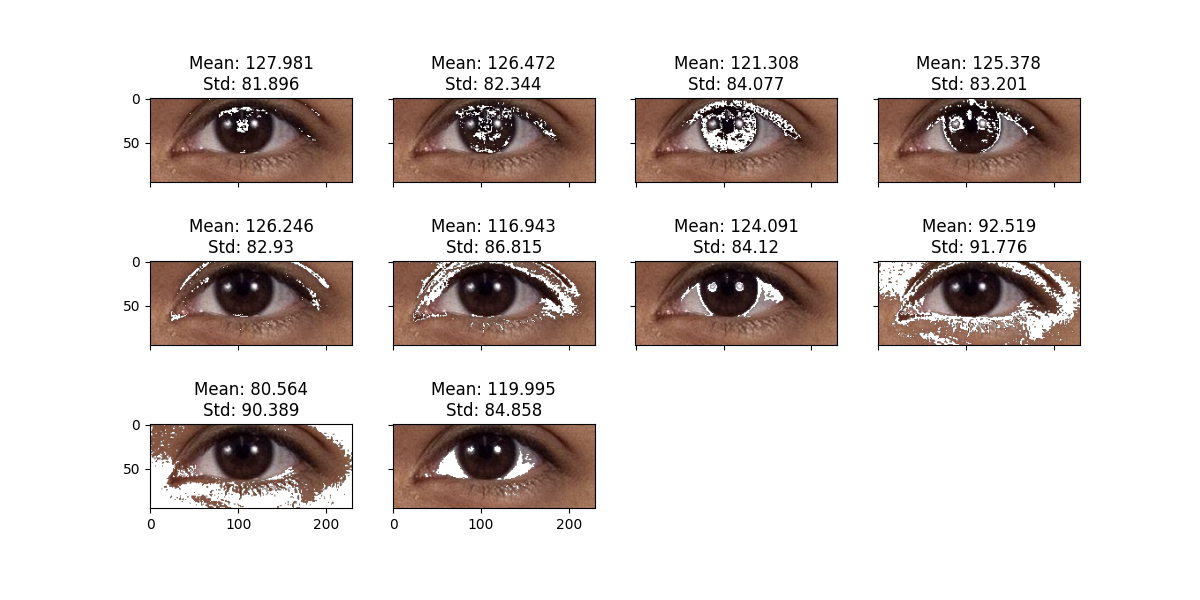 Mean: 127.981
Std: 81.896
Mean: 126.472
Std: 82.344
Mean: 121.308
Std: 84.077
Mean: 125.378
Std: 83.201
0
50
Mean: 126.246
Std: 82.93
Mean: 116.943
Std: 86.815
Mean: 124.091
Std: 84.12
Mean: 92.519
Std: 91.776
0
50
Mean: 80.564
Std: 90.389
Mean: 119.995
Std: 84.858
0
50
0 100 200
0 100 200